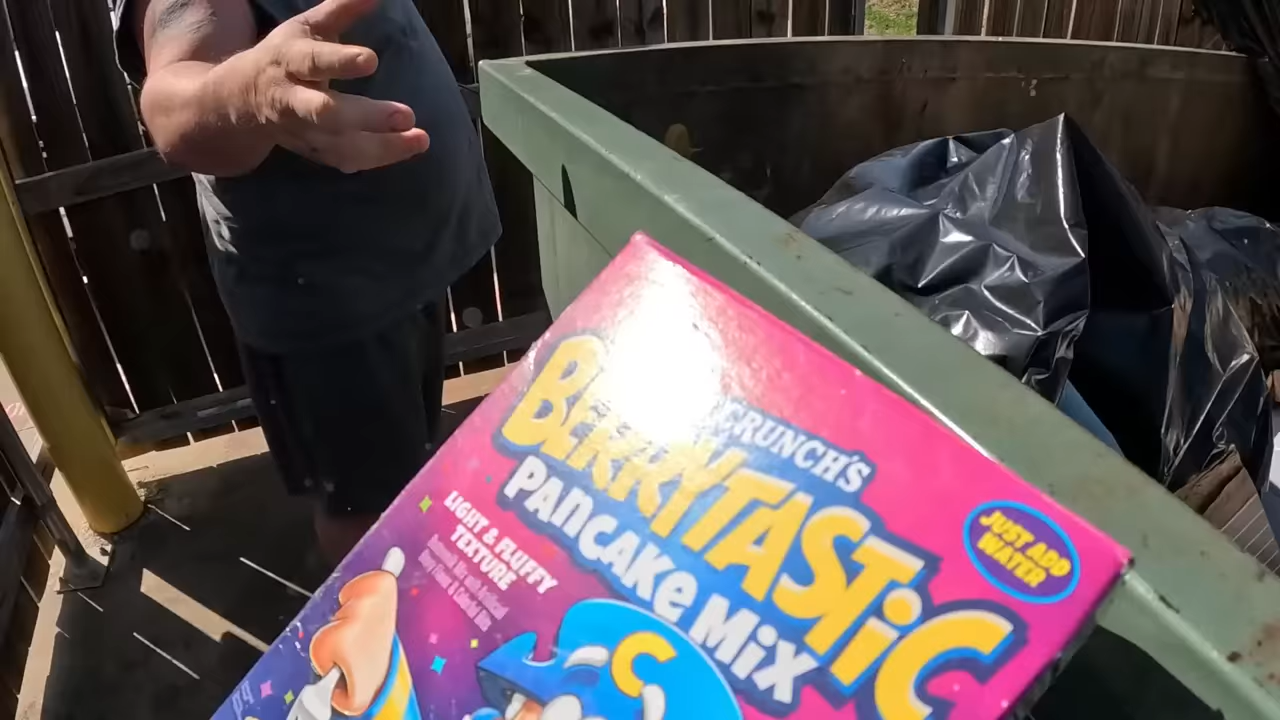 CRUNCH'S
BERRYTASTIC
PANCAKE MIX
JUST ADD
WATER
LIGHT & FLUFFY
TEXTURE
C